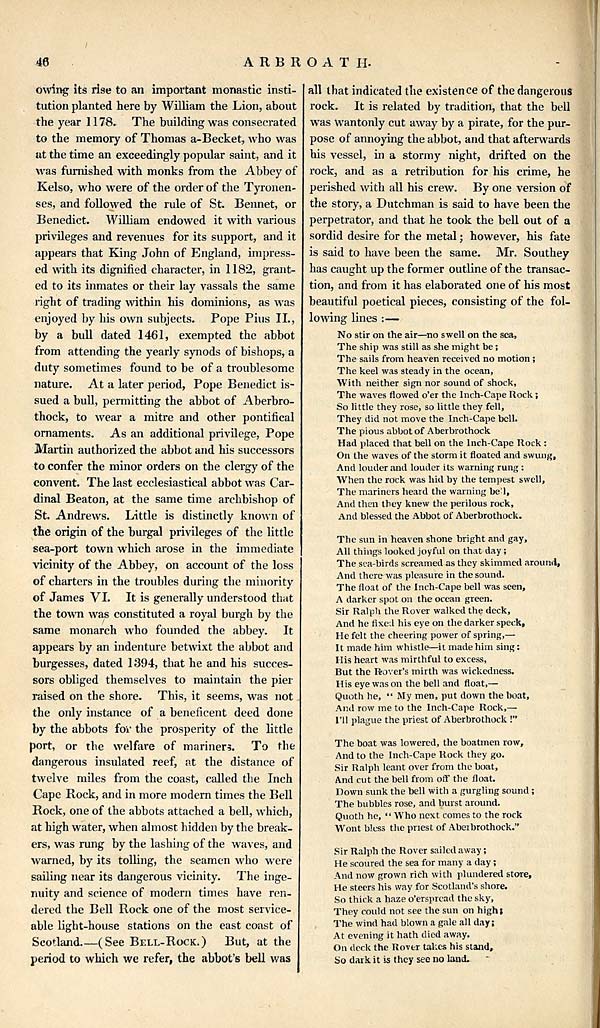 46
ARBROATH.
owing its rise to an important monastic insti-
tution planted here by William the Lion, about
the year 1178. The building was consecrated
to the memory of Thomas a-Becket, who was
at the time an exceedingly popular saint, and it
was furnished with monks from the Abbey of
Kelso, who were of the order of the Tyronen-
ses, and followed the rule of St. Bennet, or
Benedict. William endowed it with various
privileges and revenues for its support, and it
appears that King John of England, impress-
ed with its dignified character, in 1182, grant-
ed to its inmates or their lay vassals the same
right of trading within his dominions, as was
enjoyed by his own subjects. Pope Pius II.,
by a bull dated 1461, exempted the abbot
from attending the yearly synods of bishops, a
duty sometimes found to be of a troublesome
nature. At a later period, Pope Benedict is-
sued a bull, permitting the abbot of Aberbro-
thock, to wear a mitre and other pontifical
ornaments. As an additional privilege, Pope
Martin authorized the abbot and his successors
to confer the minor orders on the clergy of the
convent. The last ecclesiastical abbot was Car-
dinal Beaton, at the same time archbishop of
St. Andrews. Little is distinctly known of
the origin of the burgal privileges of the little
sea-port town which arose in the immediate
vicinity of the Abbey, on account of the loss
of charters in the troubles during the minority
of James VI. It is generally understood that
the town was constituted a royal burgh by the
same monarch who founded the abbey. It
appears by an indenture betwixt the abbot and
burgesses, dated 1394, that he and his succes-
sors obliged themselves to maintain the pier
raised on the shore. This, it seems, was not
the only instance of a beneficent deed done
by the abbots for the prosperity of the little
port, or the welfare of mariners. To the
dangerous insulated reef, at the distance of
twelve miles from the coast, called the Inch
Cape Rock, and in more modern times the Bell
Rock, one of the abbots attached a bell, which,
at high water, when almost hidden by the break-
ers, was rung by the lashing of the waves, and
warned, by its tolling, the seamen who were
sailing near its dangerous vicinity. The inge-
nuity and science of modern times have ren-
dered the Bell Rock one of the most service-
able light-house stations on the east coast of
Scotland.—(See BELL-ROCK.) But, at the
period to which we refer, the abbot's bell was
all that indicated the existence of the dangerous
rock. It is related by tradition, that the bell
was wantonly cut away by a pirate, for the pur-
pose of annoying the abbot, and that afterwards
his vessel, in a stormy night, drifted on the
rock, and as a retribution for his crime, he
perished with all his crew. By one version of
the story, a Dutchman is said to have been the
perpetrator, and that he took the bell out of a
sordid desire for the metal; however, his fate
is said to have been the same. Mr. Southey
has caught up the former outline of the transac-
tion, and from it has elaborated one of his most
beautiful poetical pieces, consisting of the fol-
lowing lines :—
No stir on the air—no swell on the sea,
The ship was still as she might be;
The sails from heaven received no motion;
The keel was steady in the ocean,
With neither sign nor sound of shock,
The waves flowed o'er the Inch-Cape Rock;
So little they rose, so little they fell,
They did not move the Inch-Cape bell.
The pious abbot of Aberbrothock
Had placed that bell on the Inch-Cape Rock:
On the waves of the storm it floated and swung,
And louder and louder its warning rung:
When the rock was hid by the tempest swell,
The mariners heard the warning bell,
And then they knew the perilous rock,
And blessed the Abbot of Aberbrothock.
The sun in heaven shone bright and gay,
All things looked joyful on that day;
The sea-birds screamed as they skimmed around,
And there was pleasure in the sound.
The float of the Inch-Cape bell was seen,
A darker spot on the ocean green.
Sir Ralph the Rover walked the deck,
And he fixed his eye on the darker speck,
He felt the cheering power of spring,—
It made him whistle—it made him sing:
His heart was mirthful to excess,
But the Rover's mirth was wickedness.
His eye was on the bell and float,—
Quoth he, " My men, put down the boat,
And row me to the Inch-Cape Rock,—
I'll plague the priest of Aberbrothock !"
The boat was lowered, the boatmen row,
And to the Inch-Cape Rock they go.
Sir Ralph leant over from the boat,
And cut the bell from off the float.
Down sunk the bell with a gurgling sound;
The bubbles rose, and burst around.
Quoth he, " Who next comes to the rock
Wont bless the priest of Aberbrothock."
Sir Ralph the Rover sailed away;
He scoured the sea for many a day;
And now grown rich with plundered store,
He steers his way for Scotland's shore.
So thick a haze o'erspread the sky,
They could not see the sun on high;
The wind had blown a gale all day;
At evening it hath died away.
On deck the Rover takes his stand,
So dark it is they see no land.